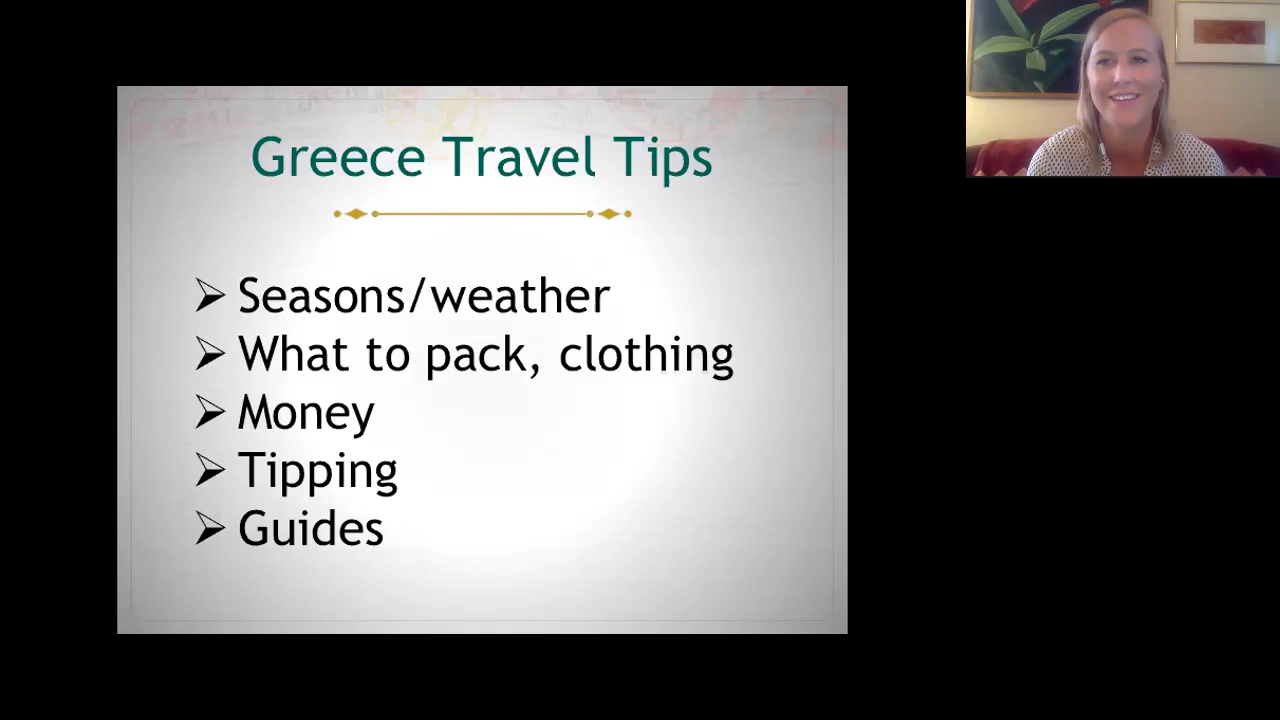 Greece Travel Tips
➢ Seasons/weather
➢ What to pack, clothing
➢ Money
➢ Tipping
➢ Guides